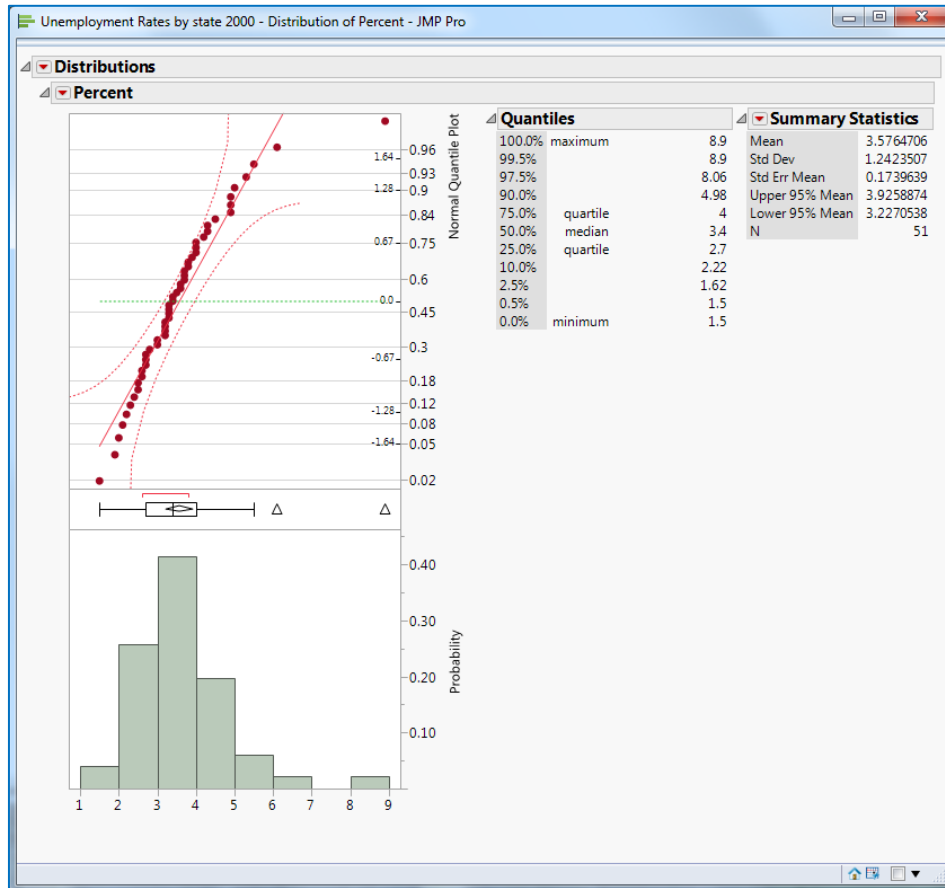 Unemployment Rates by state 2000 - Distribution of Percent - JMP Pro
Distributions
Percent
Normal Quantile Plot
1.64
1.28
0.67
0.0
-0.67
-1.28
-1.64
0.96
0.93
0.9
0.84
0.75
0.6
0.45
0.3
0.18
0.12
0.08
0.05
0.02
0.40
0.30
0.20
0.10
Probability
1 2 3 4 5 6 7 8 9
Quantiles
100.0% maximum 8.9
99.5% 8.9
97.5% 8.06
90.0% 4.98
75.0% quartile 4
50.0% median 3.4
25.0% quartile 2.7
10.0% 2.22
2.5% 1.62
0.5% 1.5
0.0% minimum 1.5
Summary Statistics
Mean 3.5764706
Std Dev 1.2423507
Std Err Mean 0.1739639
Upper 95% Mean 3.9258874
Lower 95% Mean 3.2270538
N 51